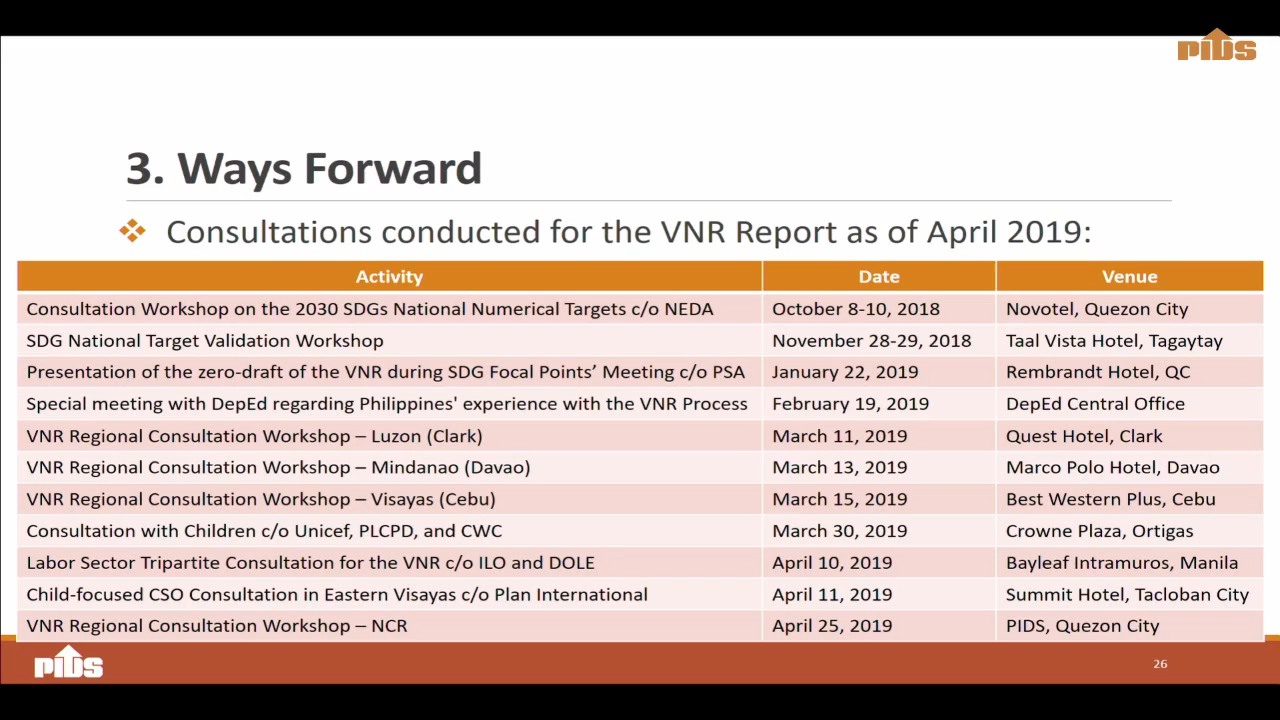 PIDS
3. Ways Forward
Consultations conducted for the VNR Report as of April 2019:
Activity Date Venue
Consultation Workshop on the 2030 SDGs National Numerical Targets c/o NEDA October 8-10, 2018 Novotel, Quezon City
SDG National Target Validation Workshop November 28-29, 2018 Taal Vista Hotel, Tagaytay
Presentation of the zero-draft of the VNR during SDG Focal Points’ Meeting c/o PSA January 22, 2019 Rembrandt Hotel, QC
Special meeting with DepEd regarding Philippines' experience with the VNR Process February 19, 2019 DepEd Central Office
VNR Regional Consultation Workshop – Luzon (Clark) March 11, 2019 Quest Hotel, Clark
VNR Regional Consultation Workshop – Mindanao (Davao) March 13, 2019 Marco Polo Hotel, Davao
VNR Regional Consultation Workshop – Visayas (Cebu) March 15, 2019 Best Western Plus, Cebu
Consultation with Children c/o Unicef, PLCPD, and CWC March 30, 2019 Crowne Plaza, Ortigas
Labor Sector Tripartite Consultation for the VNR c/o ILO and DOLE April 10, 2019 Bayleaf Intramuros, Manila
Child-focused CSO Consultation in Eastern Visayas c/o Plan International April 11, 2019 Summit Hotel, Tacloban City
VNR Regional Consultation Workshop – NCR April 25, 2019 PIDS, Quezon City
PIDS 26